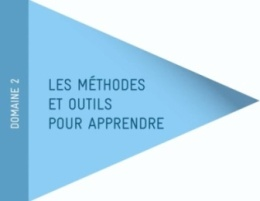 DOMAINE 2
LES MÉTHODES
ET OUTILS
POUR APPRENDRE